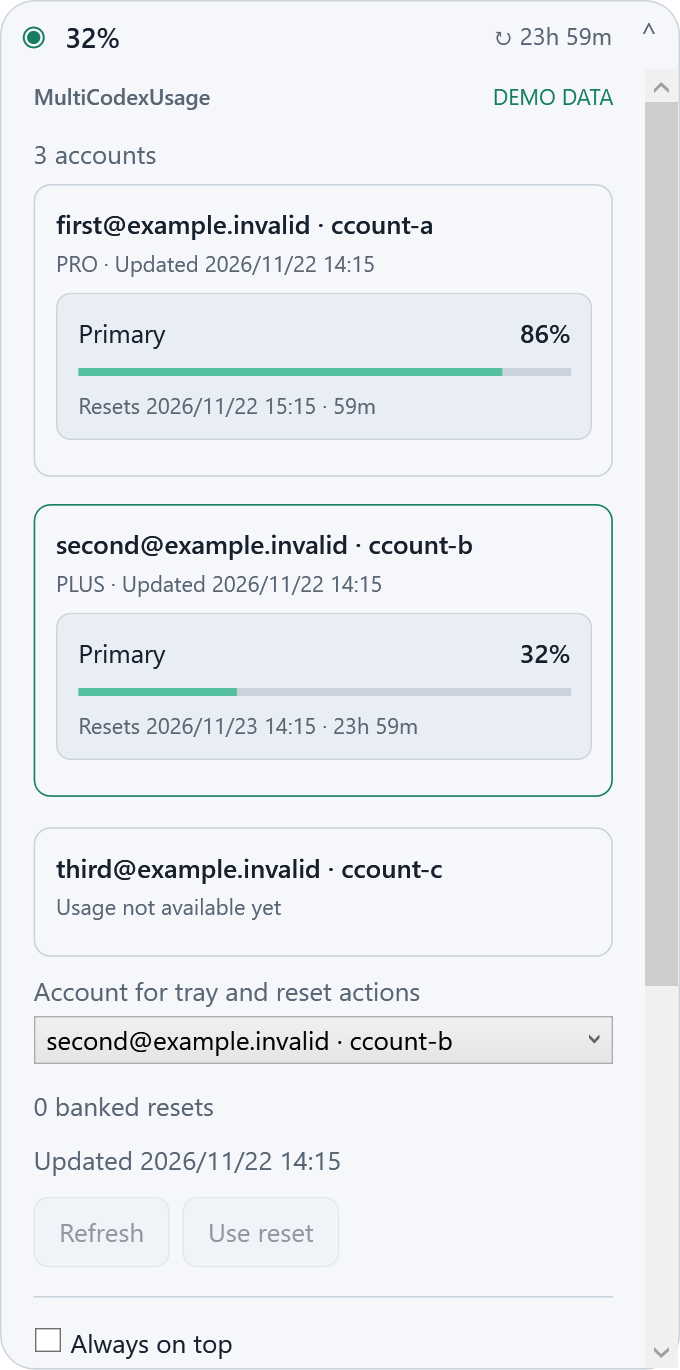 32%
↻ 23h 59m
^
MultiCodexUsage
DEMO DATA
3 accounts
first@example.invalid · ccount-a
PRO · Updated 2026/11/22 14:15
Primary
86%
Resets 2026/11/22 15:15 · 59m
second@example.invalid · ccount-b
PLUS · Updated 2026/11/22 14:15
Primary
32%
Resets 2026/11/23 14:15 · 23h 59m
third@example.invalid · ccount-c
Usage not available yet
Account for tray and reset actions
second@example.invalid · ccount-b
0 banked resets
Updated 2026/11/22 14:15
Refresh
Use reset
Always on top